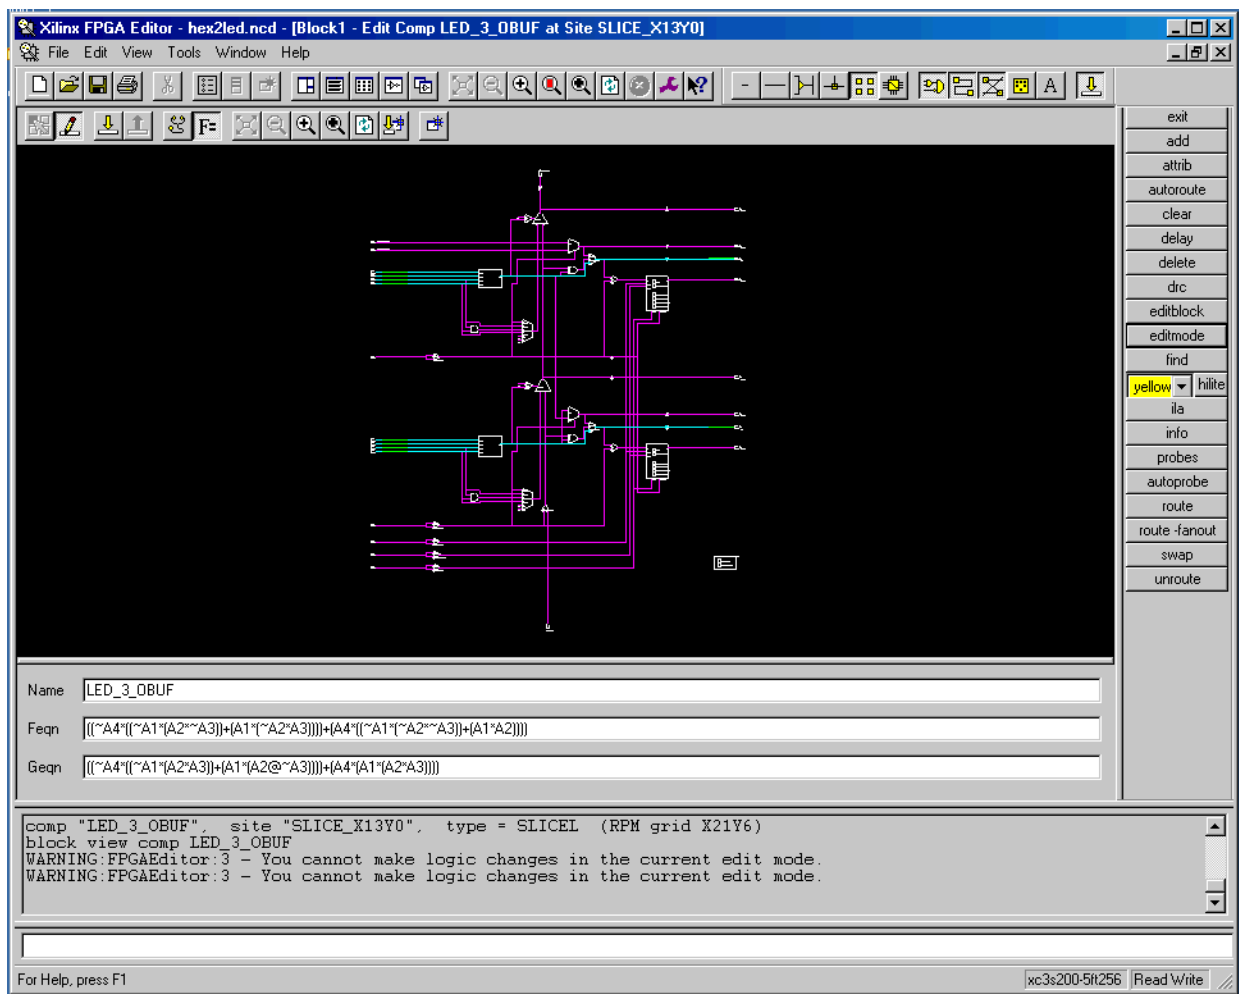 Xilinx FPGA Editor - hex2led.ncd - [Block1 - Edit Comp LED_3_OBUF at Site SLICE_X13Y0]
File Edit View Tools Window Help
A
F=
exit
add
attrib
autoroute
clear
delay
delete
drc
editblock
editmode
find
yellow hilite
ila
info
probes
autoprobe
route
route -fanout
swap
unroute
Name LED_3_OBUF
Feqn ((~A4*((~A1*(A2*~A3))+(A1*(~A2*A3))))+(A4*((~A1*(~A2*~A3))+(A1*A2))))
Geqn ((~A4*((~A1*(A2*A3))+(A1*(A2@~A3))))+(A4*(A1*(A2*A3))))
comp "LED_3_OBUF", site "SLICE_X13Y0", type = SLICEL (RPM grid X21Y6)
block view comp LED_3_OBUF
WARNING:FPGAEditor:3 - You cannot make logic changes in the current edit mode.
WARNING:FPGAEditor:3 - You cannot make logic changes in the current edit mode.
For Help, press F1
xc3s200-5ft256 Read Write